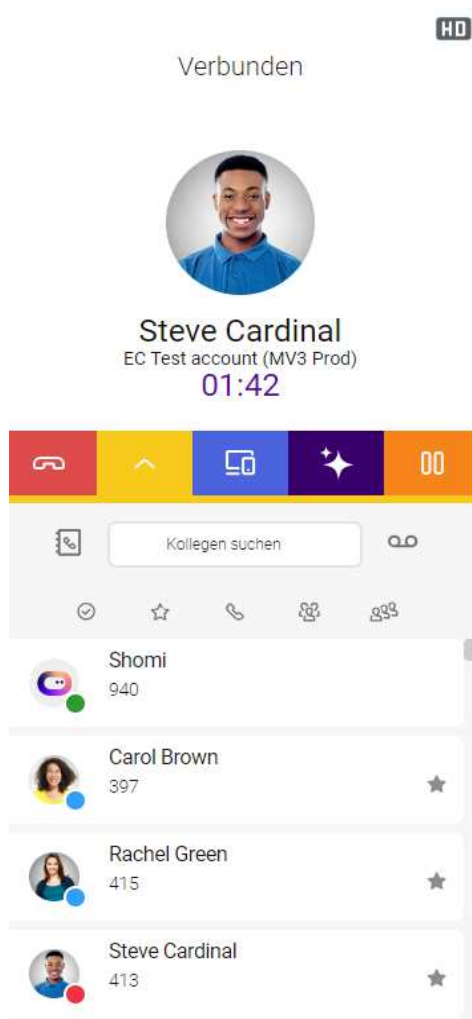 HD
Verbunden
Steve Cardinal
EC Test account (MV3 Prod)
01:42
Kollegen suchen
Shomi
940
Carol Brown
397
Rachel Green
415
Steve Cardinal
413